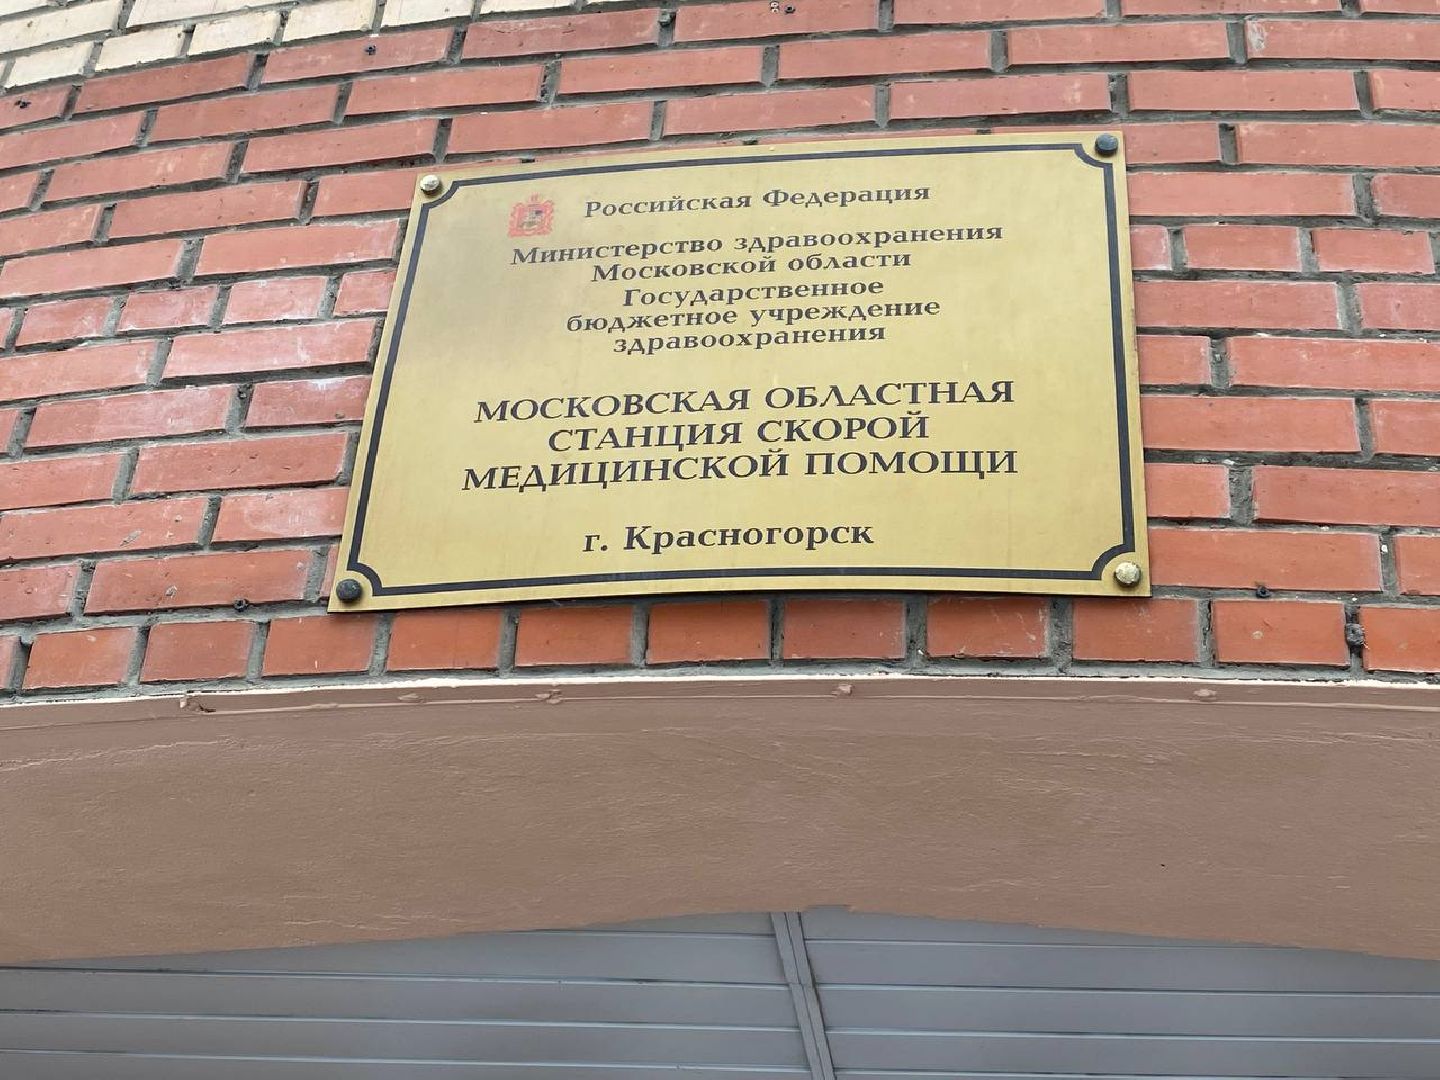 Российская Федерация
Министерство здравоохранения
Московской области
Государственное
бюджетное учреждение
здравоохранения
МОСКОВСКАЯ ОБЛАСТНАЯ
СТАНЦИЯ СКОРОЙ
МЕДИЦИНСКОЙ ПОМОЩИ
г. Красногорск